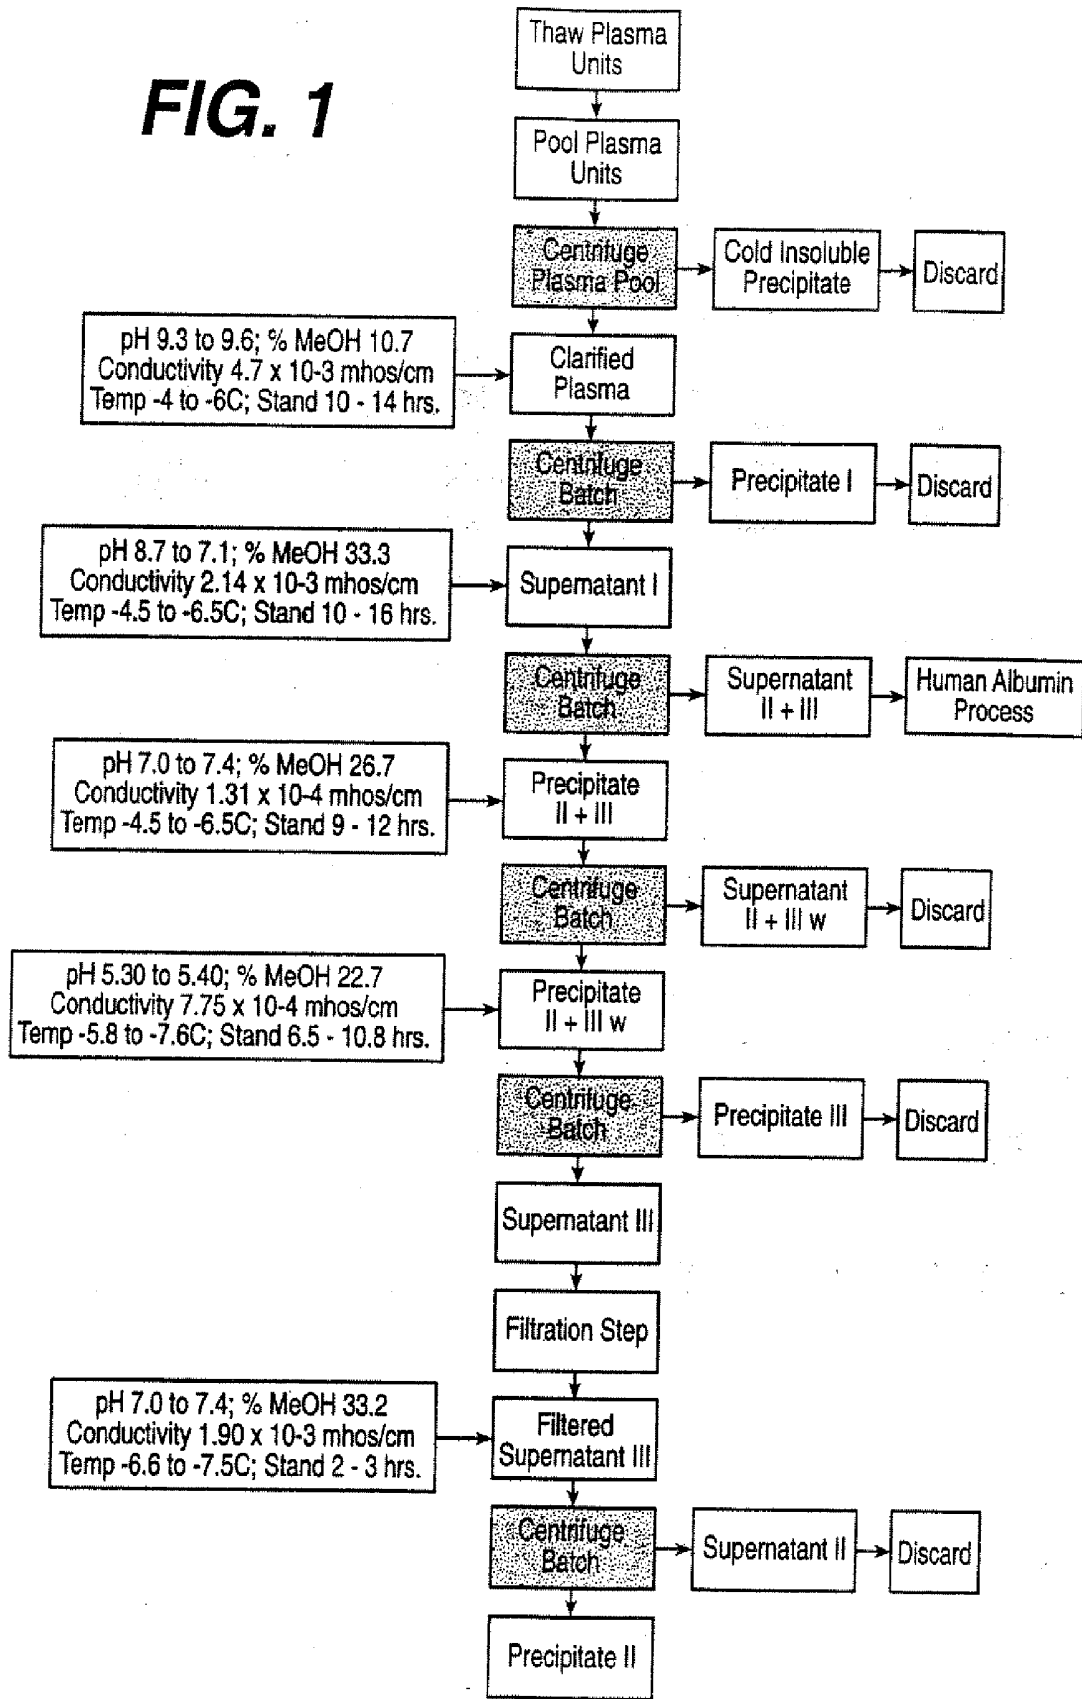 FIG. 1
Thaw Plasma
Units
Pool Plasma
Units
Centrifuge
Plasma Pool
Cold Insoluble
Precipitate
Discard
pH 9.3 to 9.6; % MeOH 10.7
Conductivity 4.7 x 10-3 mhos/cm
Temp -4 to -6C; Stand 10 - 14 hrs.
Clarified
Plasma
Centrifuge
Batch
Precipitate I
Discard
pH 8.7 to 7.1; % MeOH 33.3
Conductivity 2.14 x 10-3 mhos/cm
Temp -4.5 to -6.5C; Stand 10 - 16 hrs.
Supernatant I
Centrifuge
Batch
Supernatant
II + III
Human Albumin
Process
pH 7.0 to 7.4; % MeOH 26.7
Conductivity 1.31 x 10-4 mhos/cm
Temp -4.5 to -6.5C; Stand 9 - 12 hrs.
Precipitate
II + III
Centrifuge
Batch
Supernatant
II + III w
Discard
pH 5.30 to 5.40; % MeOH 22.7
Conductivity 7.75 x 10-4 mhos/cm
Temp -5.8 to -7.6C; Stand 6.5 - 10.8 hrs.
Precipitate
II + III w
Centrifuge
Batch
Precipitate III
Discard
Supernatant III
Filtration Step
pH 7.0 to 7.4; % MeOH 33.2
Conductivity 1.90 x 10-3 mhos/cm
Temp -6.6 to -7.5C; Stand 2 - 3 hrs.
Filtered
Supernatant III
Centrifuge
Batch
Supernatant II
Discard
Precipitate II